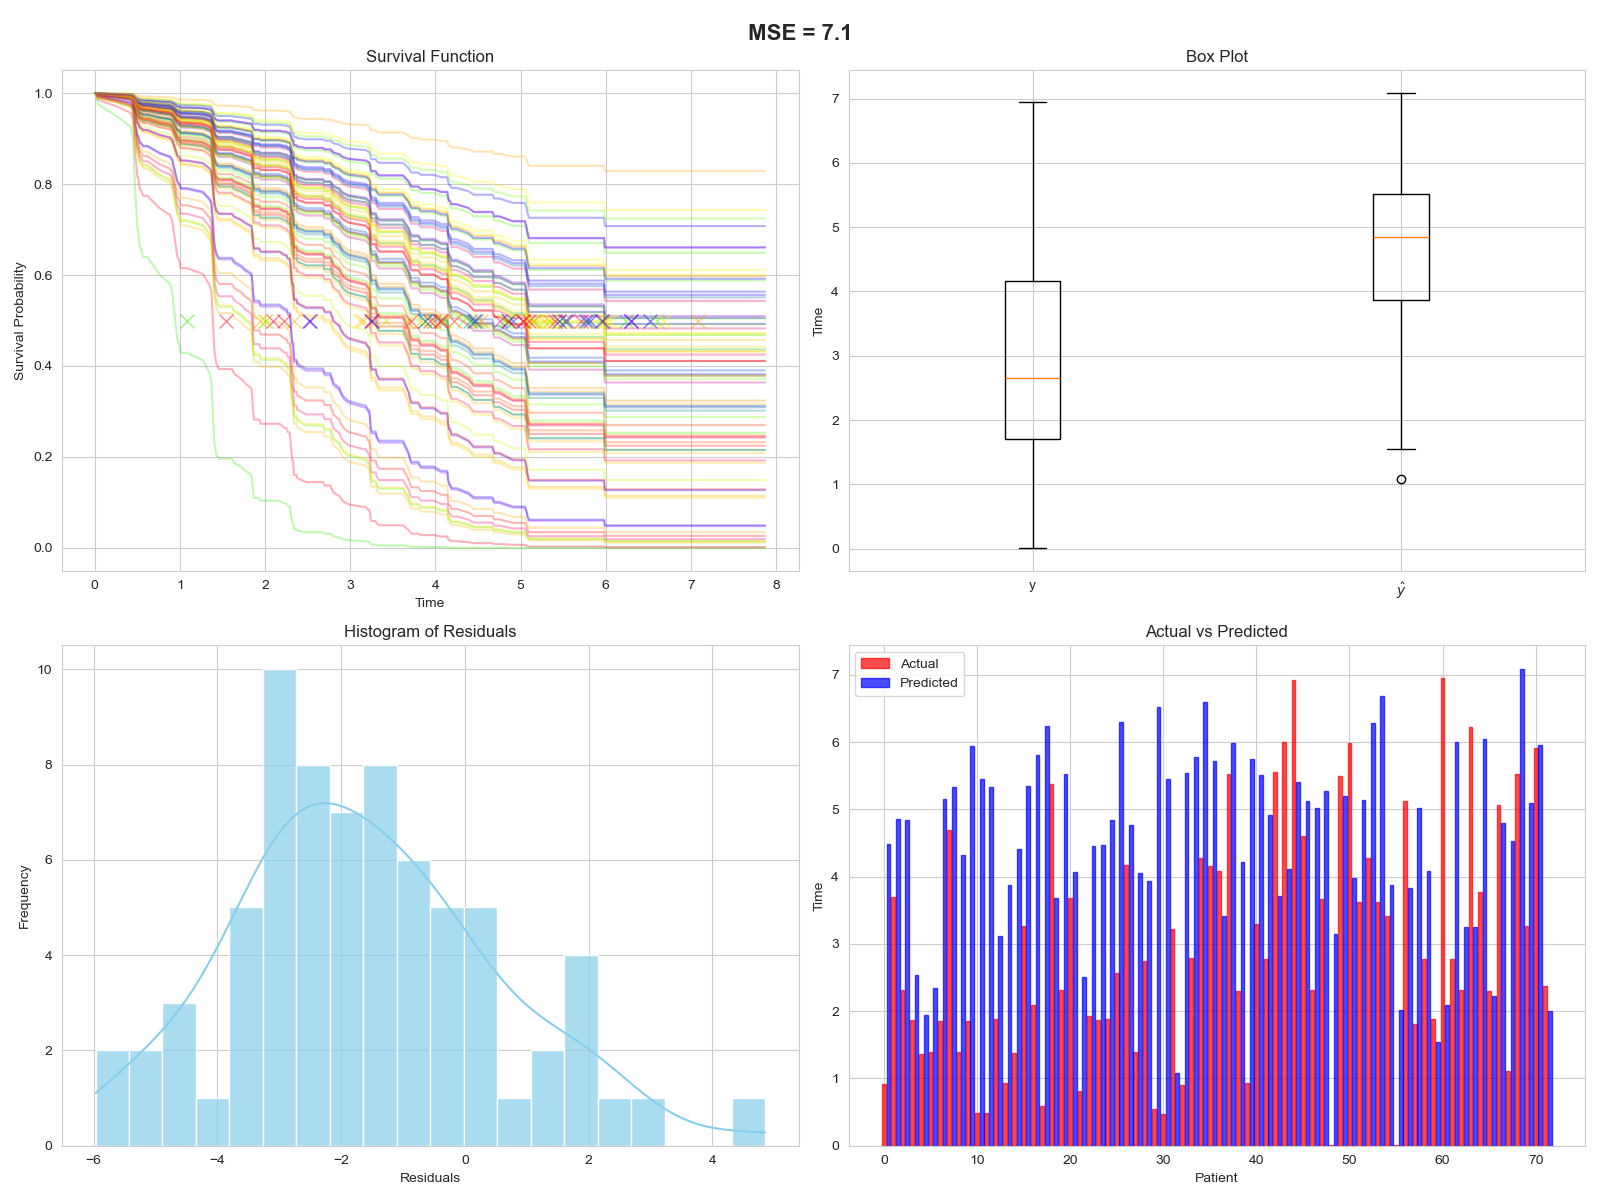 MSE = 7.1
Survival Function
Survival Probability
1.0
0.8
0.6
0.4
0.2
0.0
0 1 2 3 4 5 6 7 8
Time
Box Plot
Time
7
6
5
4
3
2
1
0
y ŷ
Histogram of Residuals
Frequency
10
8
6
4
2
0
−6 −4 −2 0 2 4
Residuals
Actual vs Predicted
Actual
Predicted
Time
7
6
5
4
3
2
1
0
0 10 20 30 40 50 60 70
Patient